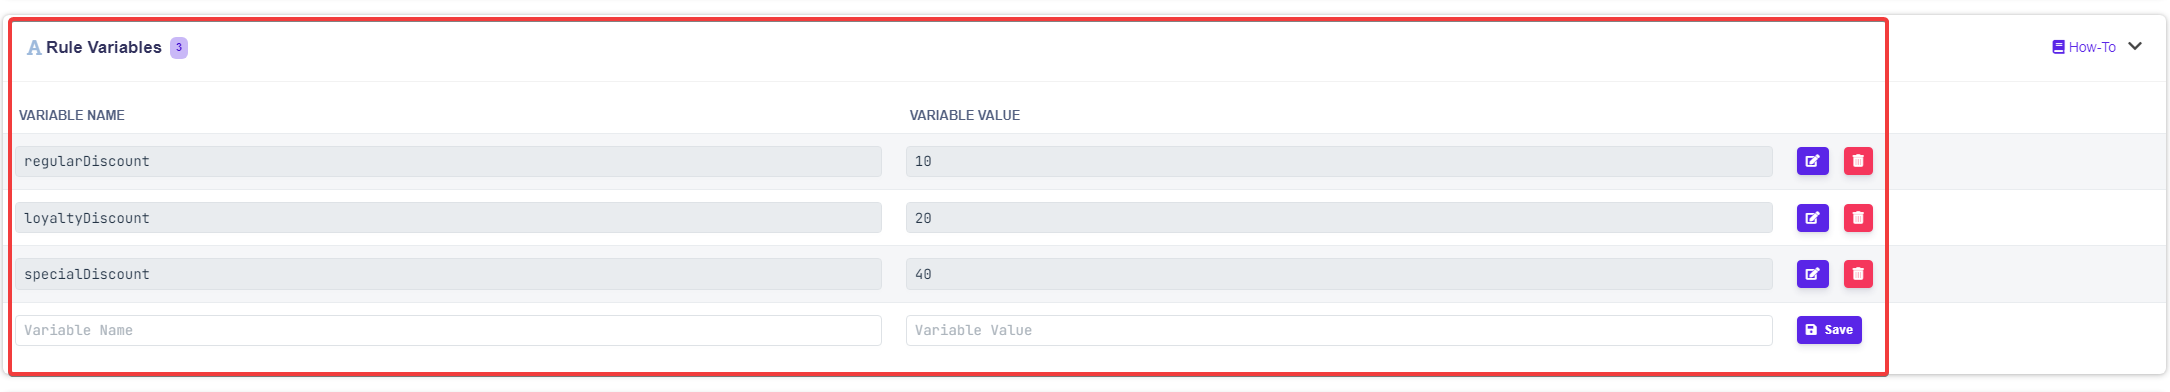 Rule Variables 3
How-To
VARIABLE NAME VARIABLE VALUE
regularDiscount 10
loyaltyDiscount 20
specialDiscount 40
Variable Name Variable Value Save